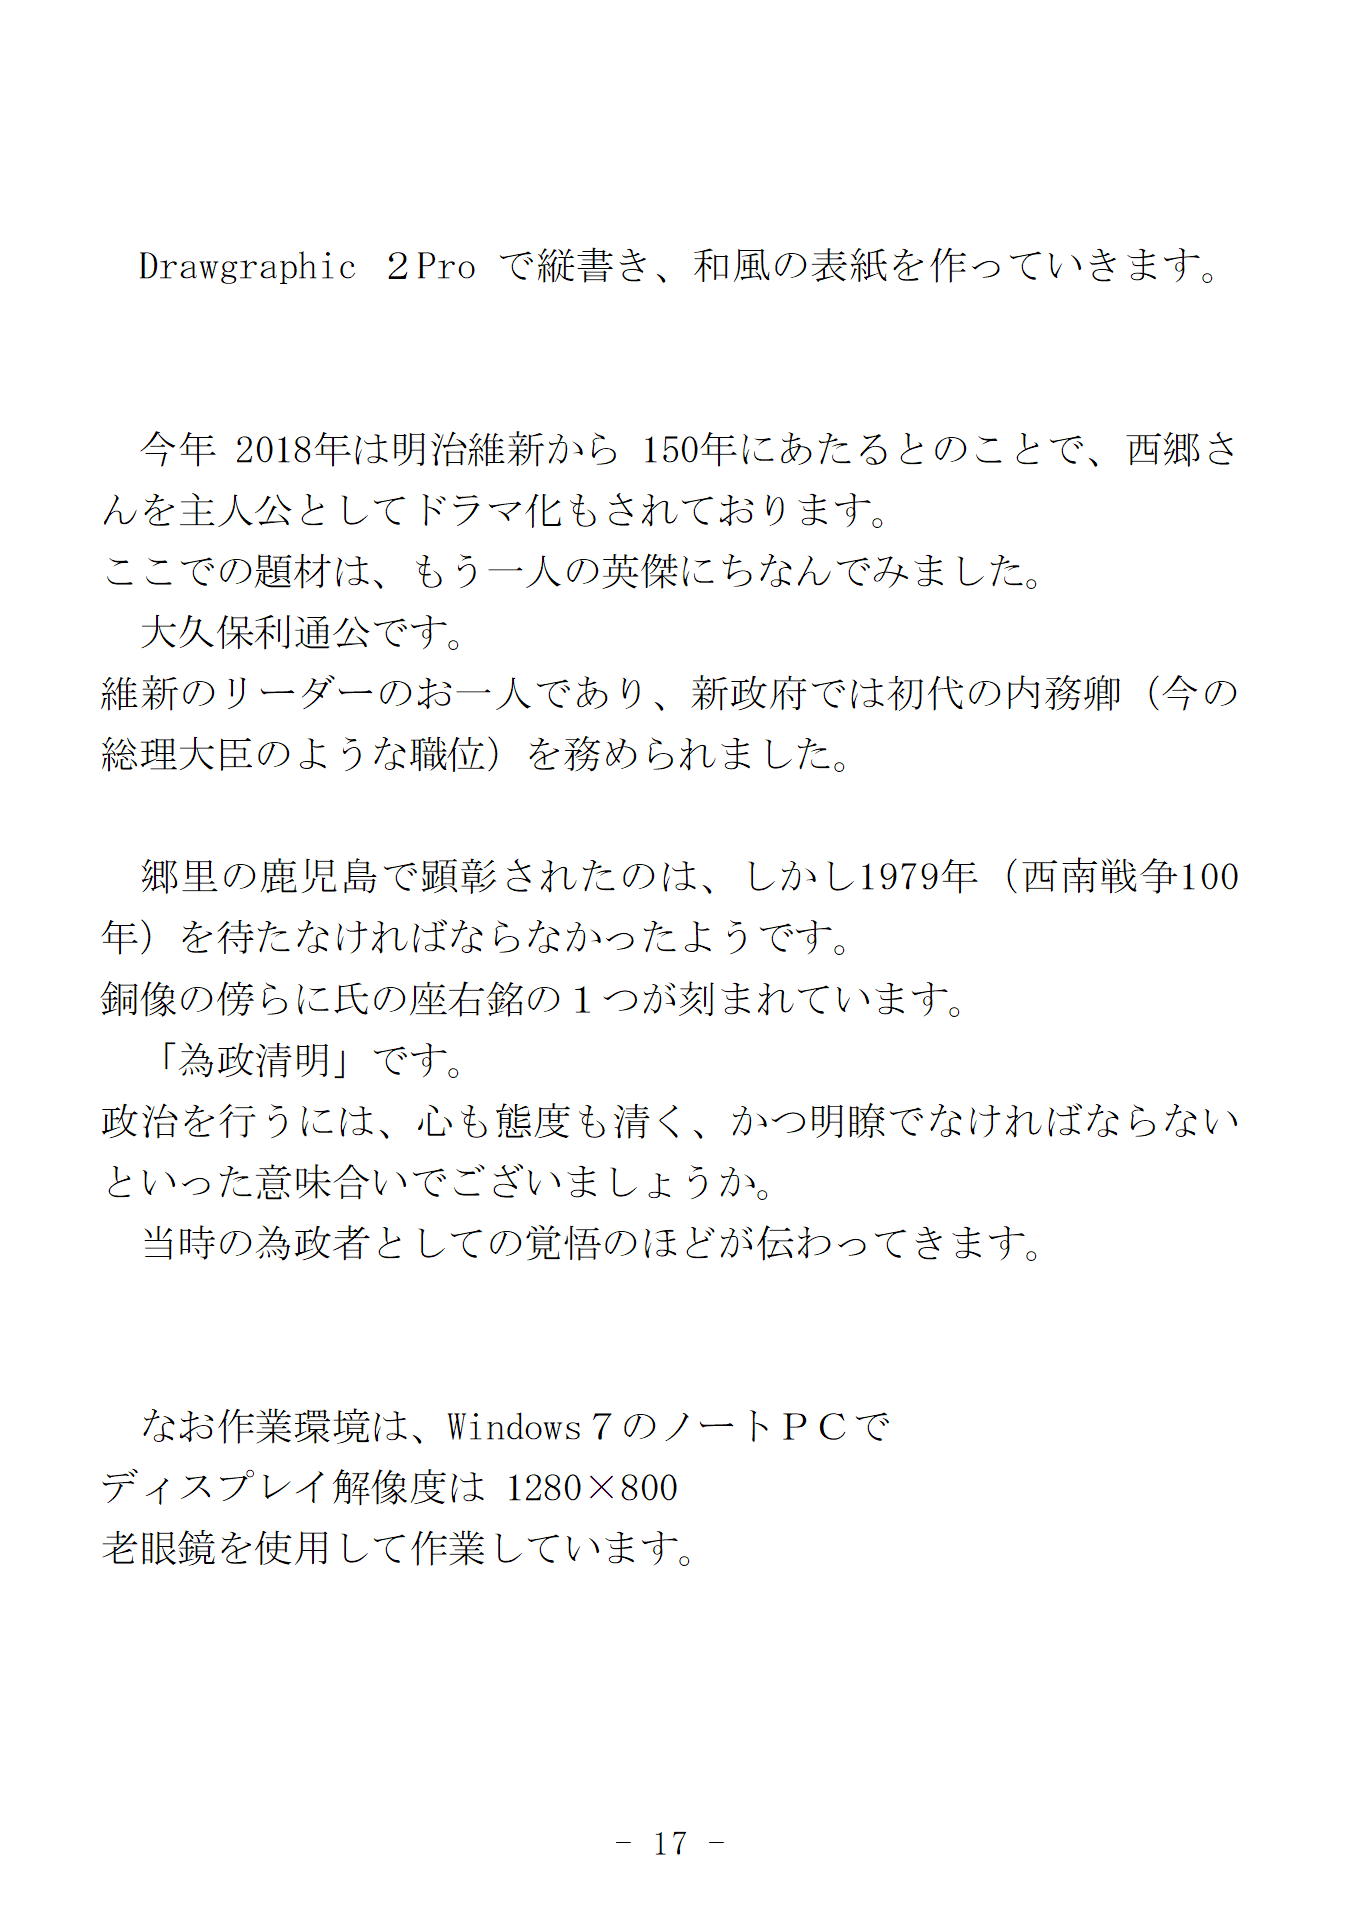 Drawgraphic ２Pro で縦書き、和風の表紙を作っていきます。
　今年 2018年は明治維新から 150年にあたるとのことで、西郷さ
んを主人公としてドラマ化もされております。
ここでの題材は、もう一人の英傑にちなんでみました。
　大久保利通公です。
維新のリーダーのお一人であり、新政府では初代の内務卿（今の
総理大臣のような職位）を務められました。
　郷里の鹿児島で顕彰されたのは、しかし1979年（西南戦争100
年）を待たなければならなかったようです。
銅像の傍らに氏の座右銘の１つが刻まれています。
　「為政清明」です。
政治を行うには、心も態度も清く、かつ明瞭でなければならない
といった意味合いでございましょうか。
　当時の為政者としての覚悟のほどが伝わってきます。
　なお作業環境は、Windows７のノートＰＣで
ディスプレイ解像度は 1280×800
老眼鏡を使用して作業しています。
- 17 -